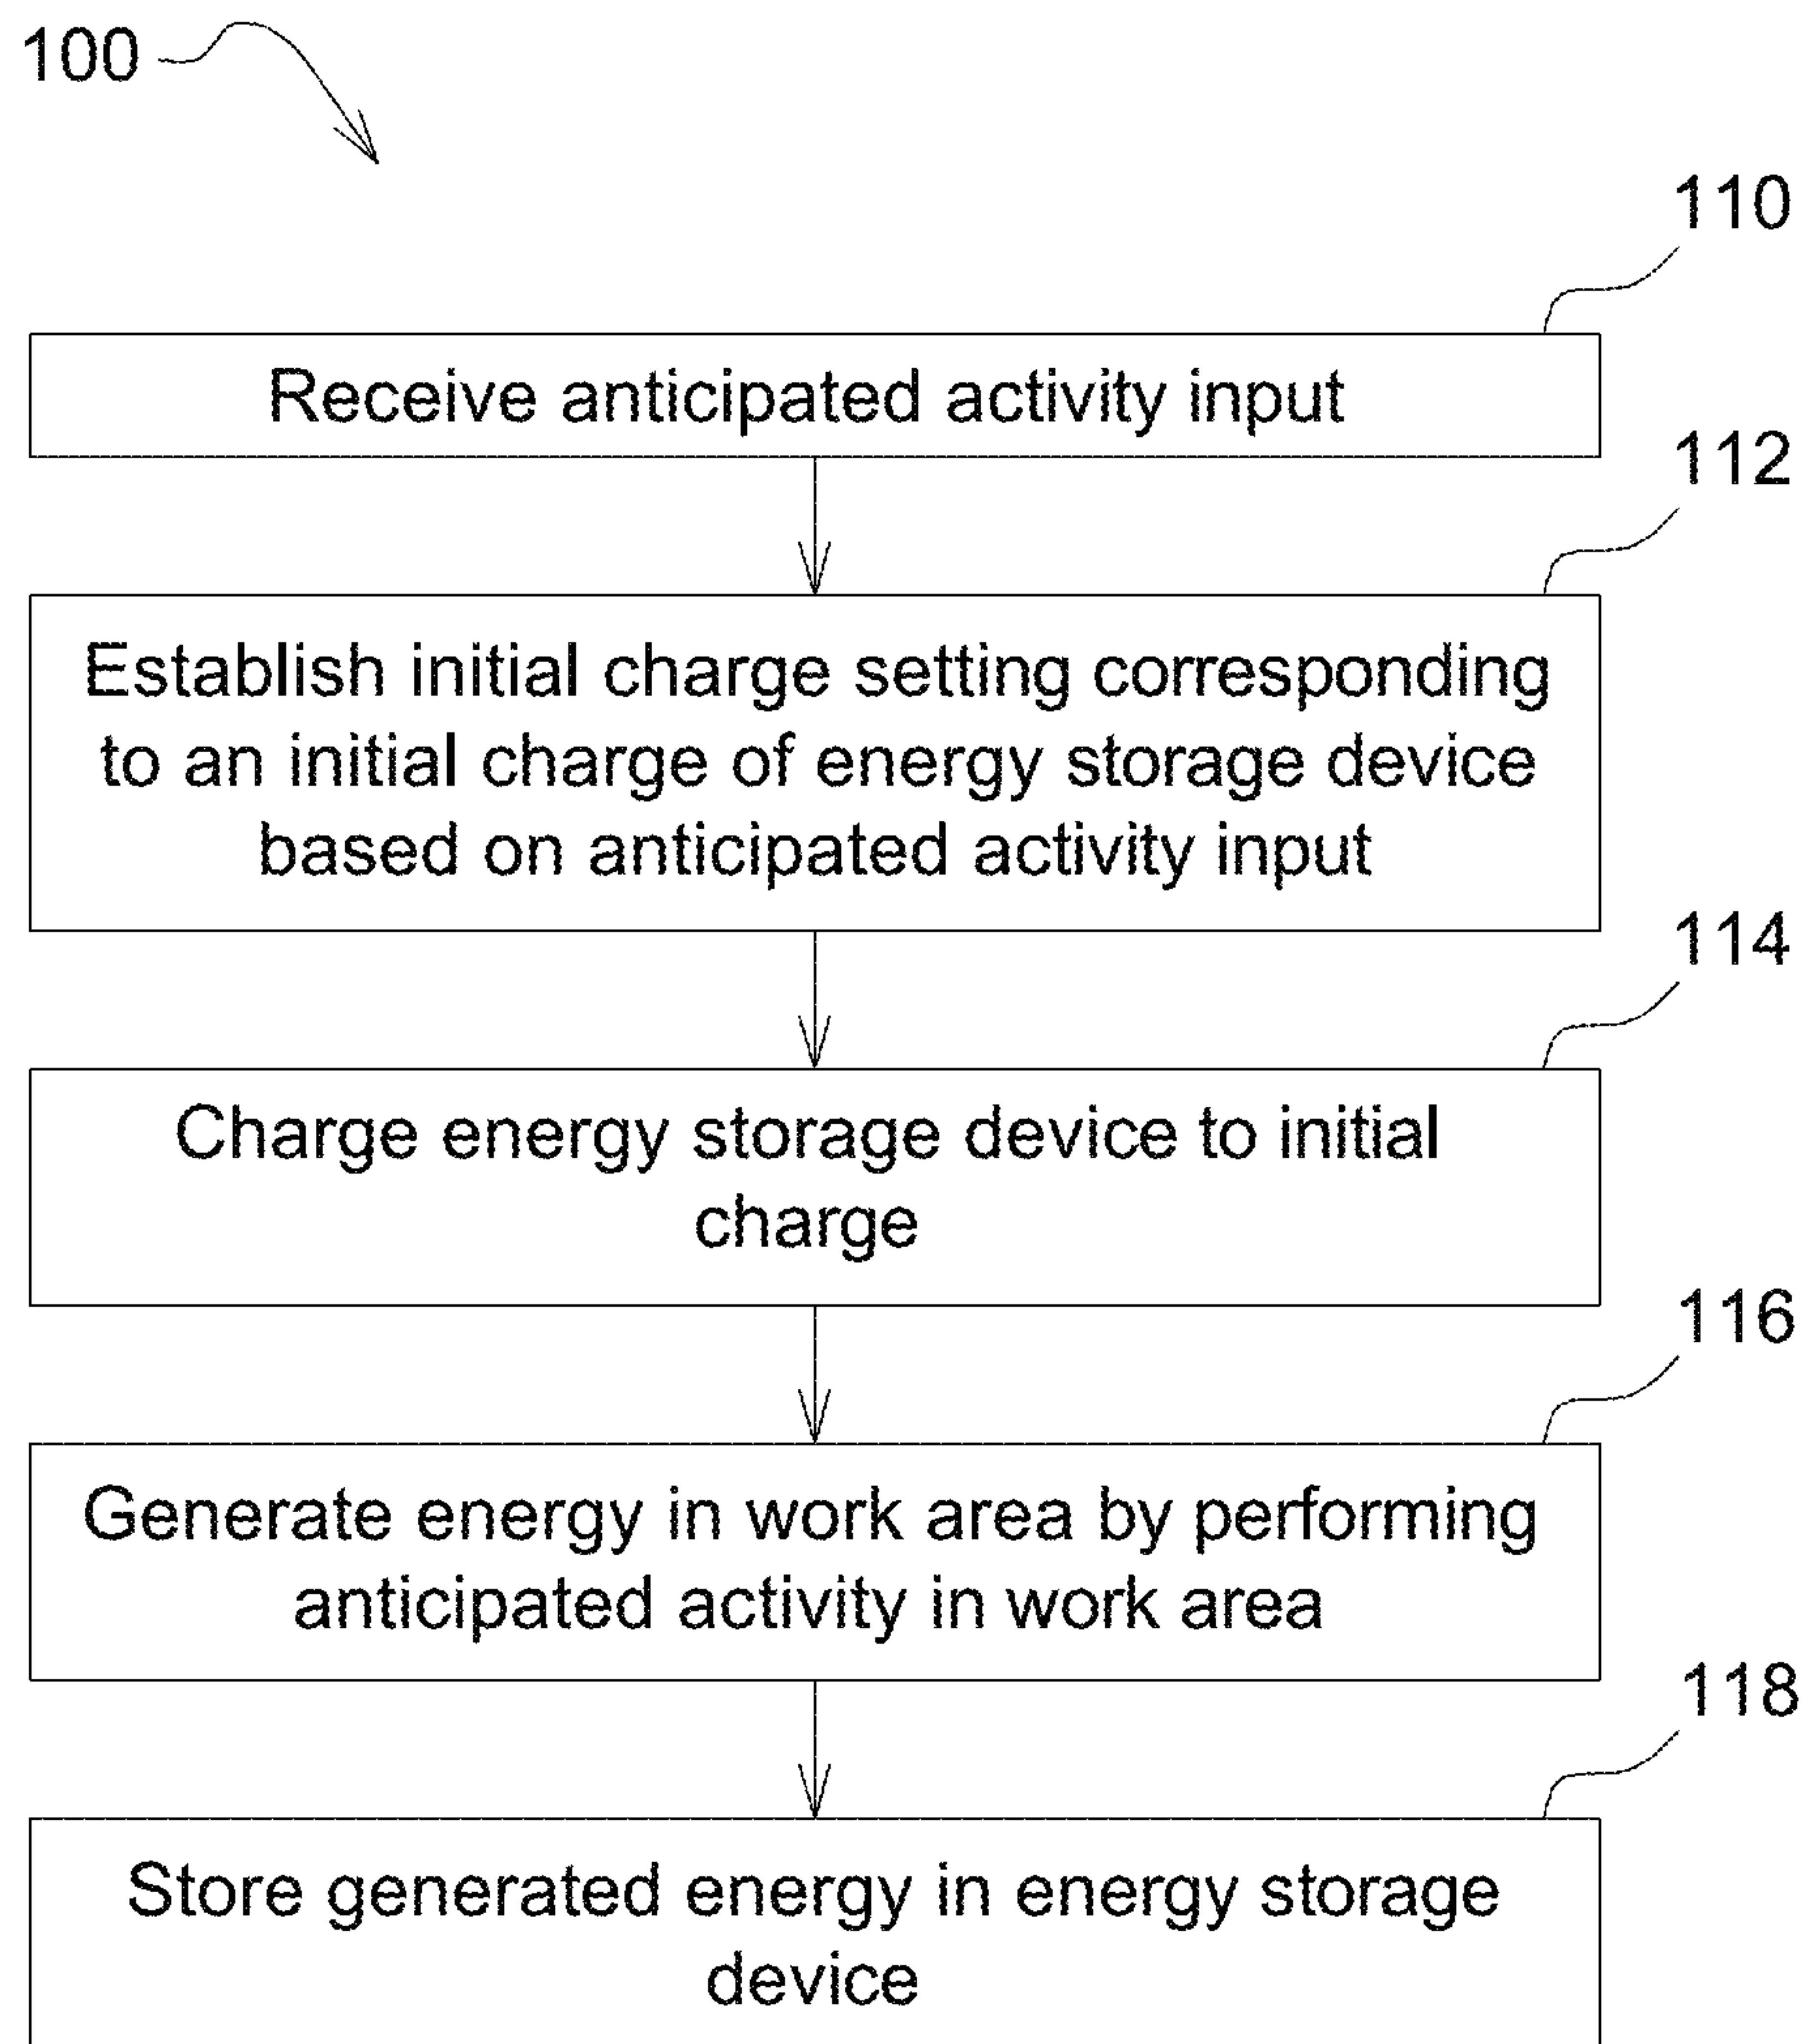 100
110
Receive anticipated activity input
112
Establish initial charge setting corresponding
to an initial charge of energy storage device
based on anticipated activity input
114
Charge energy storage device to initial
charge
116
Generate energy in work area by performing
anticipated activity in work area
118
Store generated energy in energy storage
device